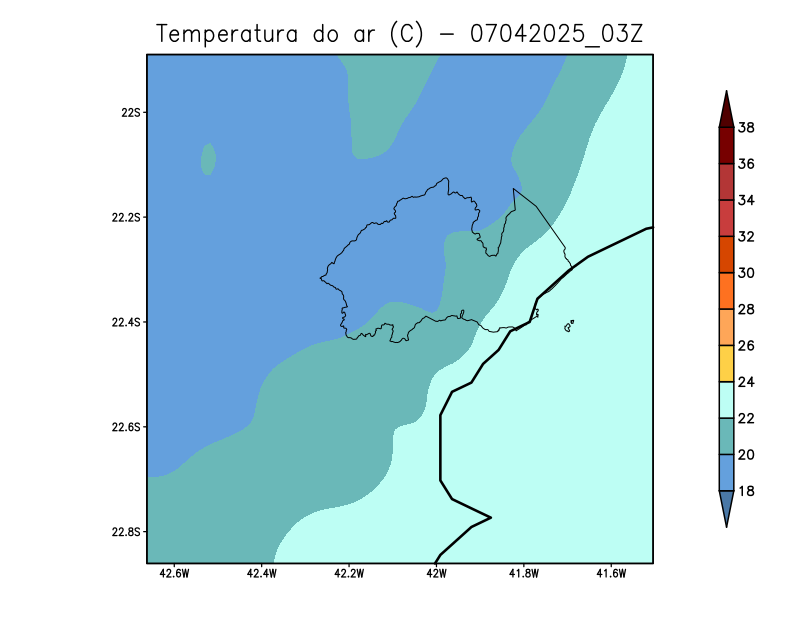 Temperatura do ar (C) - 07042025_03Z
22S
22.2S
22.4S
22.6S
22.8S
42.6W
42.4W
42.2W
42W
41.8W
41.6W
38
36
34
32
30
28
26
24
22
20
18